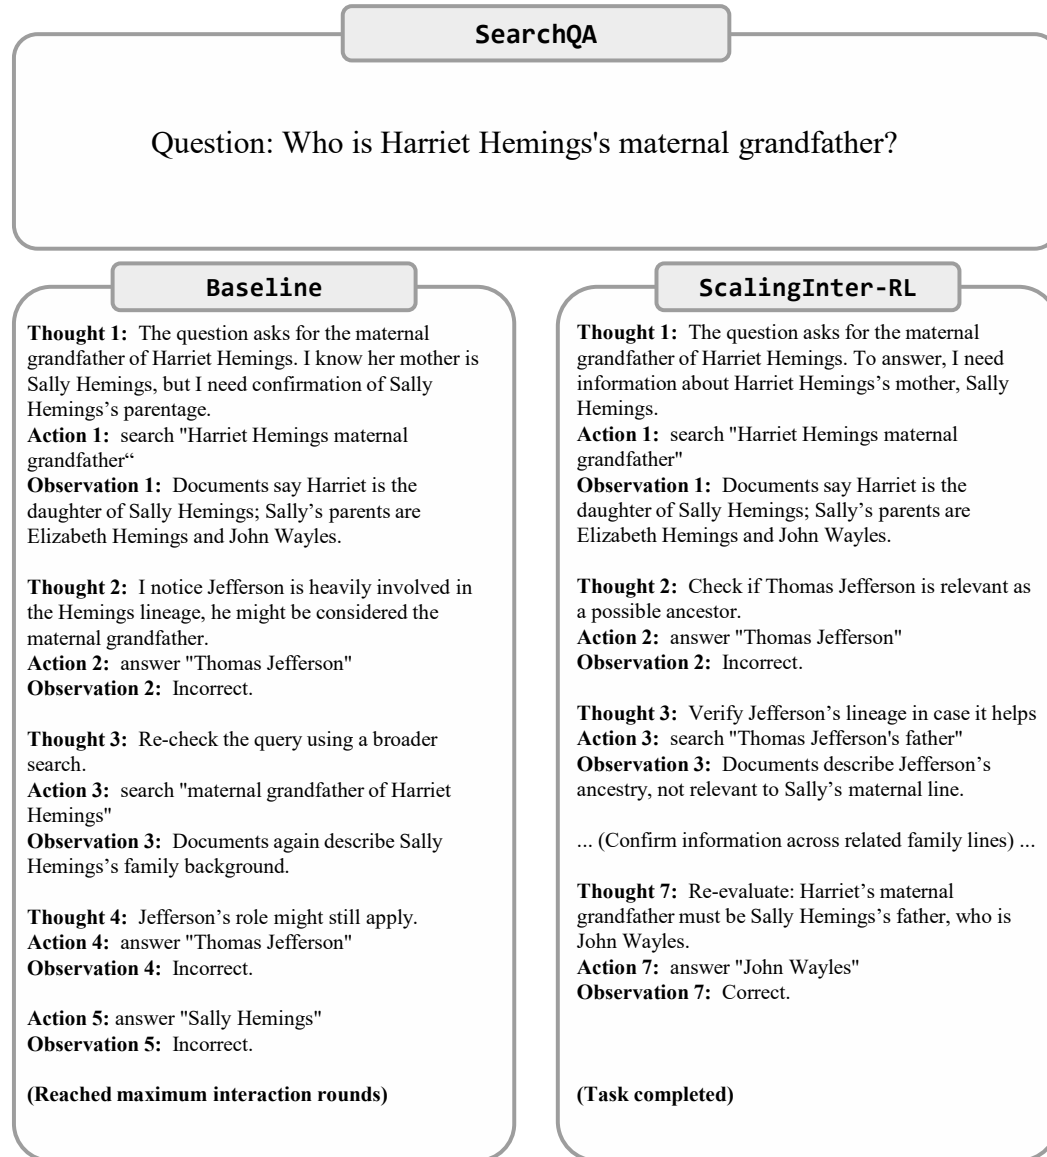 SearchQA
Question: Who is Harriet Hemings's maternal grandfather?
Baseline
Thought 1: The question asks for the maternal
grandfather of Harriet Hemings. I know her mother is
Sally Hemings, but I need confirmation of Sally
Hemings's parentage.
Action 1: search "Harriet Hemings maternal
grandfather“
Observation 1: Documents say Harriet is the
daughter of Sally Hemings; Sally’s parents are
Elizabeth Hemings and John Wayles.
Thought 2: I notice Jefferson is heavily involved in
the Hemings lineage, he might be considered the
maternal grandfather.
Action 2: answer "Thomas Jefferson"
Observation 2: Incorrect.
Thought 3: Re-check the query using a broader
search.
Action 3: search "maternal grandfather of Harriet
Hemings"
Observation 3: Documents again describe Sally
Hemings’s family background.
Thought 4: Jefferson’s role might still apply.
Action 4: answer "Thomas Jefferson"
Observation 4: Incorrect.
Action 5: answer "Sally Hemings"
Observation 5: Incorrect.
(Reached maximum interaction rounds)
ScalingInter-RL
Thought 1: The question asks for the maternal
grandfather of Harriet Hemings. To answer, I need
information about Harriet Hemings’s mother, Sally
Hemings.
Action 1: search "Harriet Hemings maternal
grandfather"
Observation 1: Documents say Harriet is the
daughter of Sally Hemings; Sally’s parents are
Elizabeth Hemings and John Wayles.
Thought 2: Check if Thomas Jefferson is relevant as
a possible ancestor.
Action 2: answer "Thomas Jefferson"
Observation 2: Incorrect.
Thought 3: Verify Jefferson’s lineage in case it helps
Action 3: search "Thomas Jefferson's father"
Observation 3: Documents describe Jefferson’s
ancestry, not relevant to Sally’s maternal line.
... (Confirm information across related family lines) ...
Thought 7: Re-evaluate: Harriet’s maternal
grandfather must be Sally Hemings’s father, who is
John Wayles.
Action 7: answer "John Wayles"
Observation 7: Correct.
(Task completed)